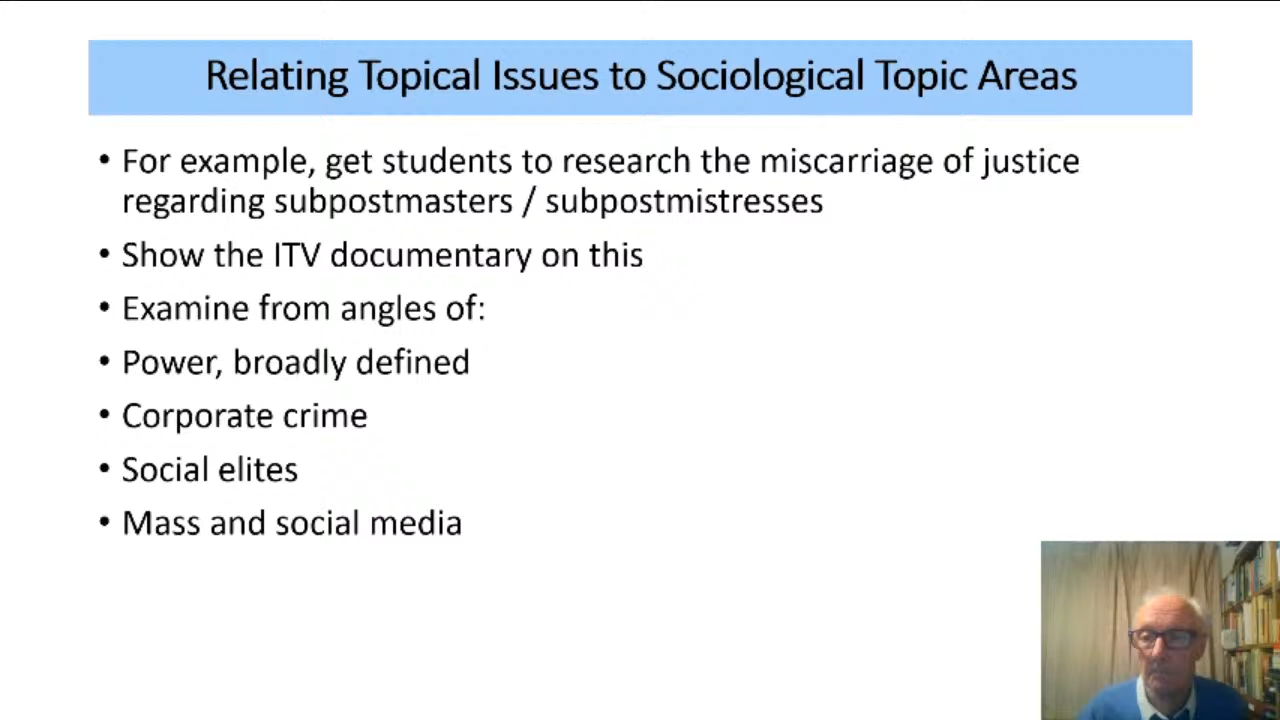 Relating Topical Issues to Sociological Topic Areas
• For example, get students to research the miscarriage of justice
regarding subpostmasters / subpostmistresses
• Show the ITV documentary on this
• Examine from angles of:
• Power, broadly defined
• Corporate crime
• Social elites
• Mass and social media